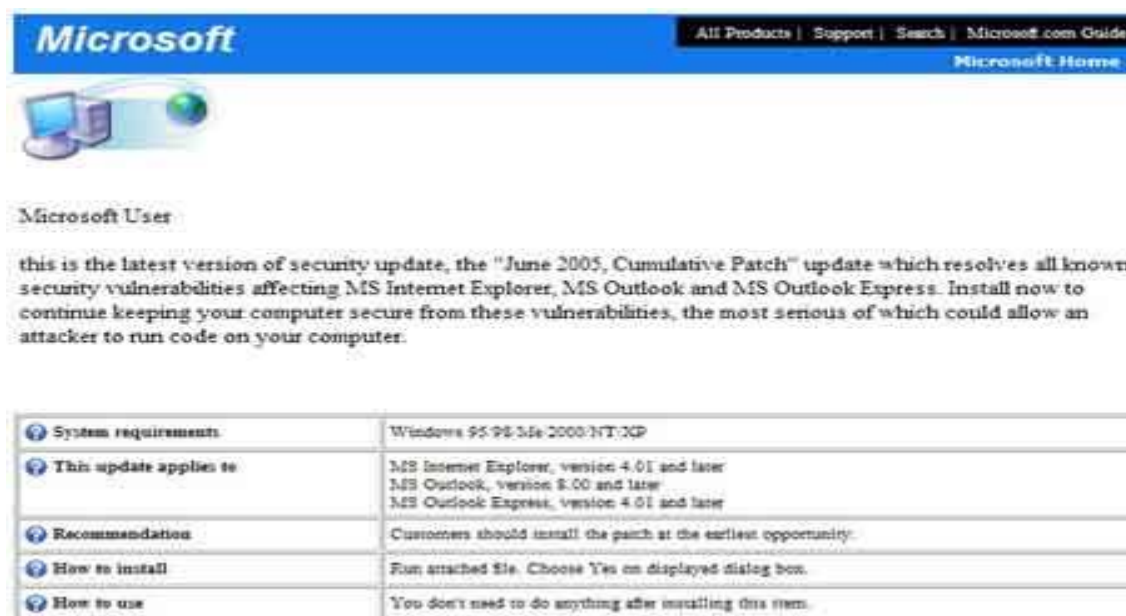 Microsoft
All Products | Support | Search | Microsoft.com Guide
Microsoft Home
Microsoft User
this is the latest version of security update, the "June 2005, Cumulative Patch" update which resolves all known
security vulnerabilities affecting MS Internet Explorer, MS Outlook and MS Outlook Express. Install now to
continue keeping your computer secure from these vulnerabilities, the most serious of which could allow an
attacker to run code on your computer.
System requirements
Windows 95/98/Me/2000/NT/XP
This update applies to
MS Internet Explorer, version 4.01 and later
MS Outlook, version 8.00 and later
MS Outlook Express, version 4.01 and later
Recommendation
Customers should install the patch at the earliest opportunity.
How to install
Run attached file. Choose Yes on displayed dialog box.
How to use
You don't need to do anything after installing this item.